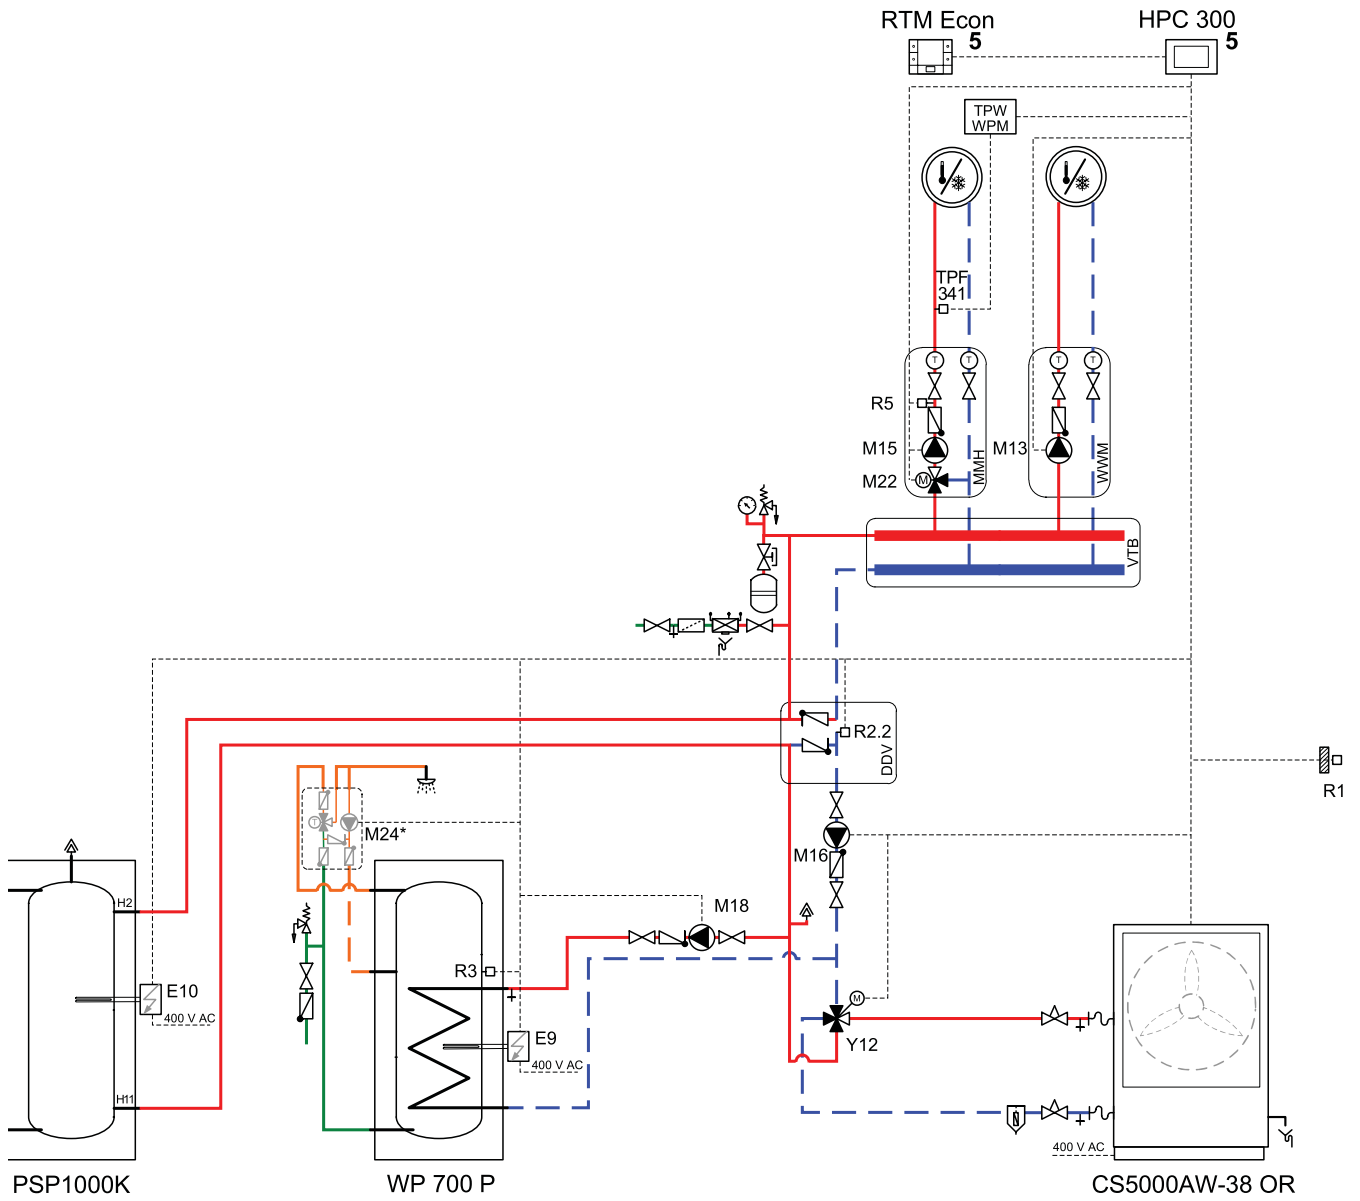 RTM Econ
5
HPC 300
5
TPW
WPM
TPF
341
T
T
T
T
R5
M15
M22
M
MMH
M13
WWM
VTB
R2.2
DDV
R1
T
M24*
M16
M18
H2
R3
E10
400 V AC
M
Y12
E9
400 V AC
H11
400 V AC
PSP1000K
WP 700 P
CS5000AW-38 OR